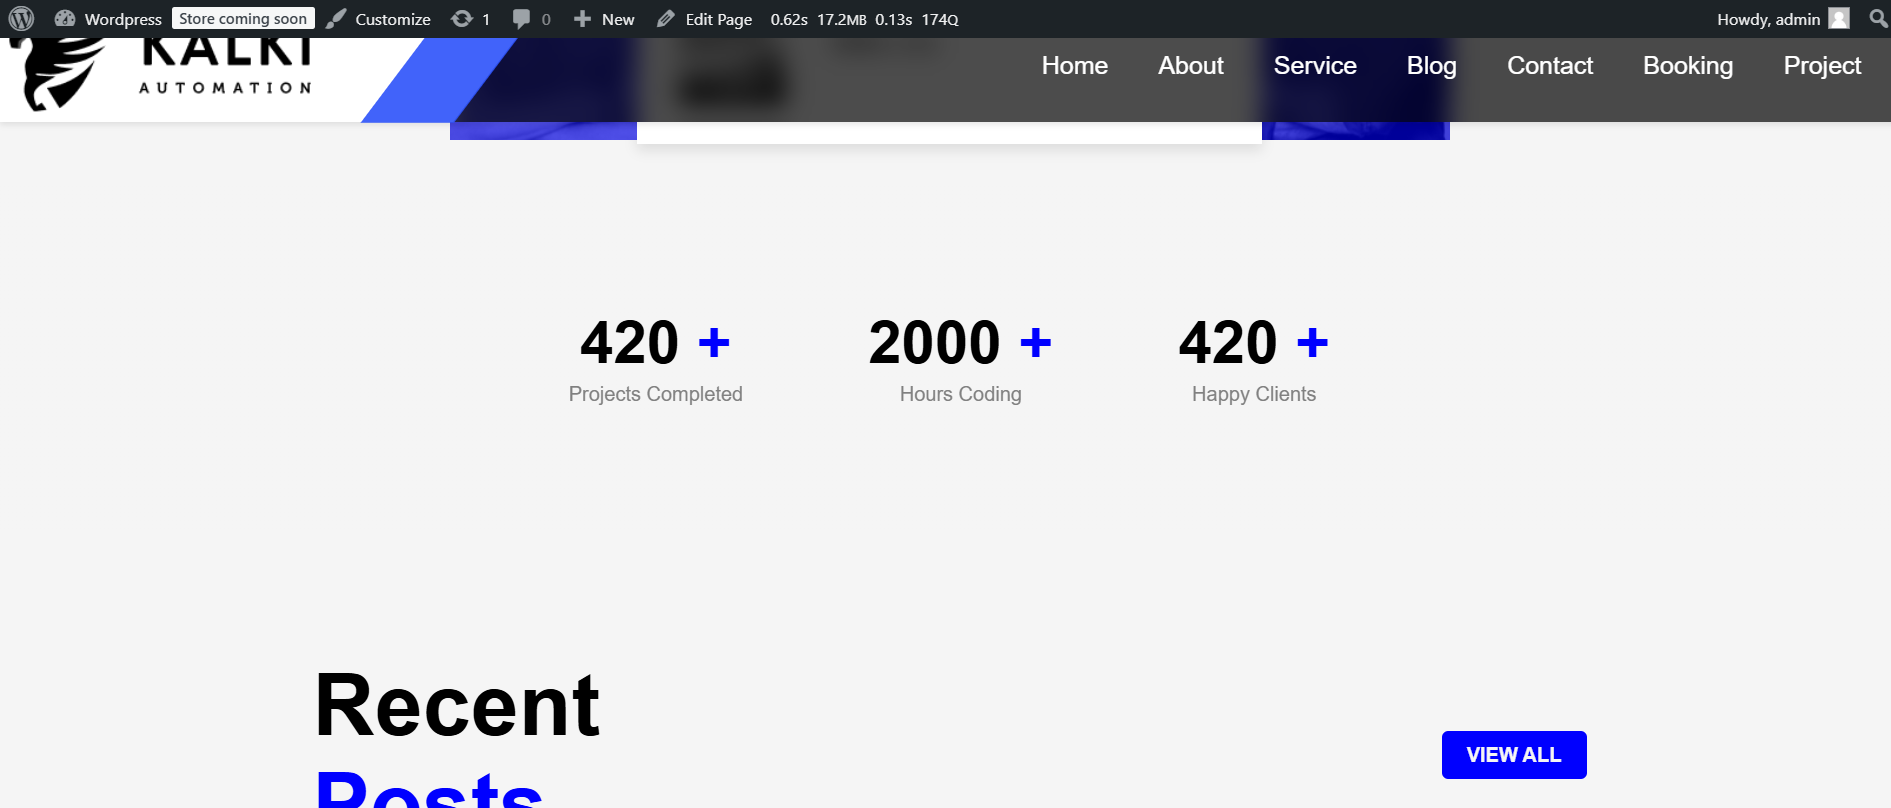 Wordpress Store coming soon Customize 1 0 New Edit Page 0.62s 17.2MB 0.13s 174Q Howdy, admin
KALKI
AUTOMATION
Home About Service Blog Contact Booking Project
420 + 2000 + 420 +
Projects Completed Hours Coding Happy Clients
Recent
Posts
VIEW ALL